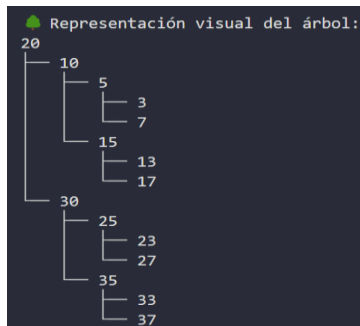 🌳 Representación visual del árbol:
20
├── 10
│   ├── 5
│   │   ├── 3
│   │   └── 7
│   └── 15
│       ├── 13
│       └── 17
└── 30
    ├── 25
    │   ├── 23
    │   └── 27
    └── 35
        ├── 33
        └── 37